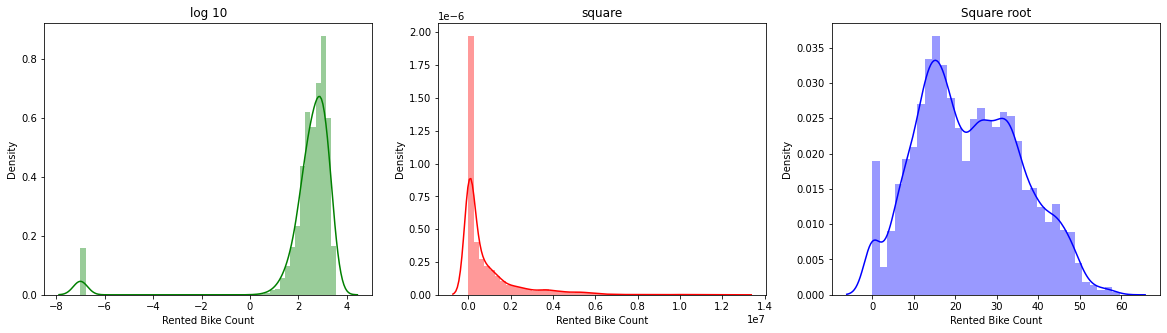 log 10
Density
0.8
0.6
0.4
0.2
0.0
−8 −6 −4 −2 0 2 4
Rented Bike Count
square
1e−6
Density
2.00
1.75
1.50
1.25
1.00
0.75
0.50
0.25
0.00
0.0 0.2 0.4 0.6 0.8 1.0 1.2 1.4
1e7
Rented Bike Count
Square root
Density
0.035
0.030
0.025
0.020
0.015
0.010
0.005
0.000
0 10 20 30 40 50 60
Rented Bike Count